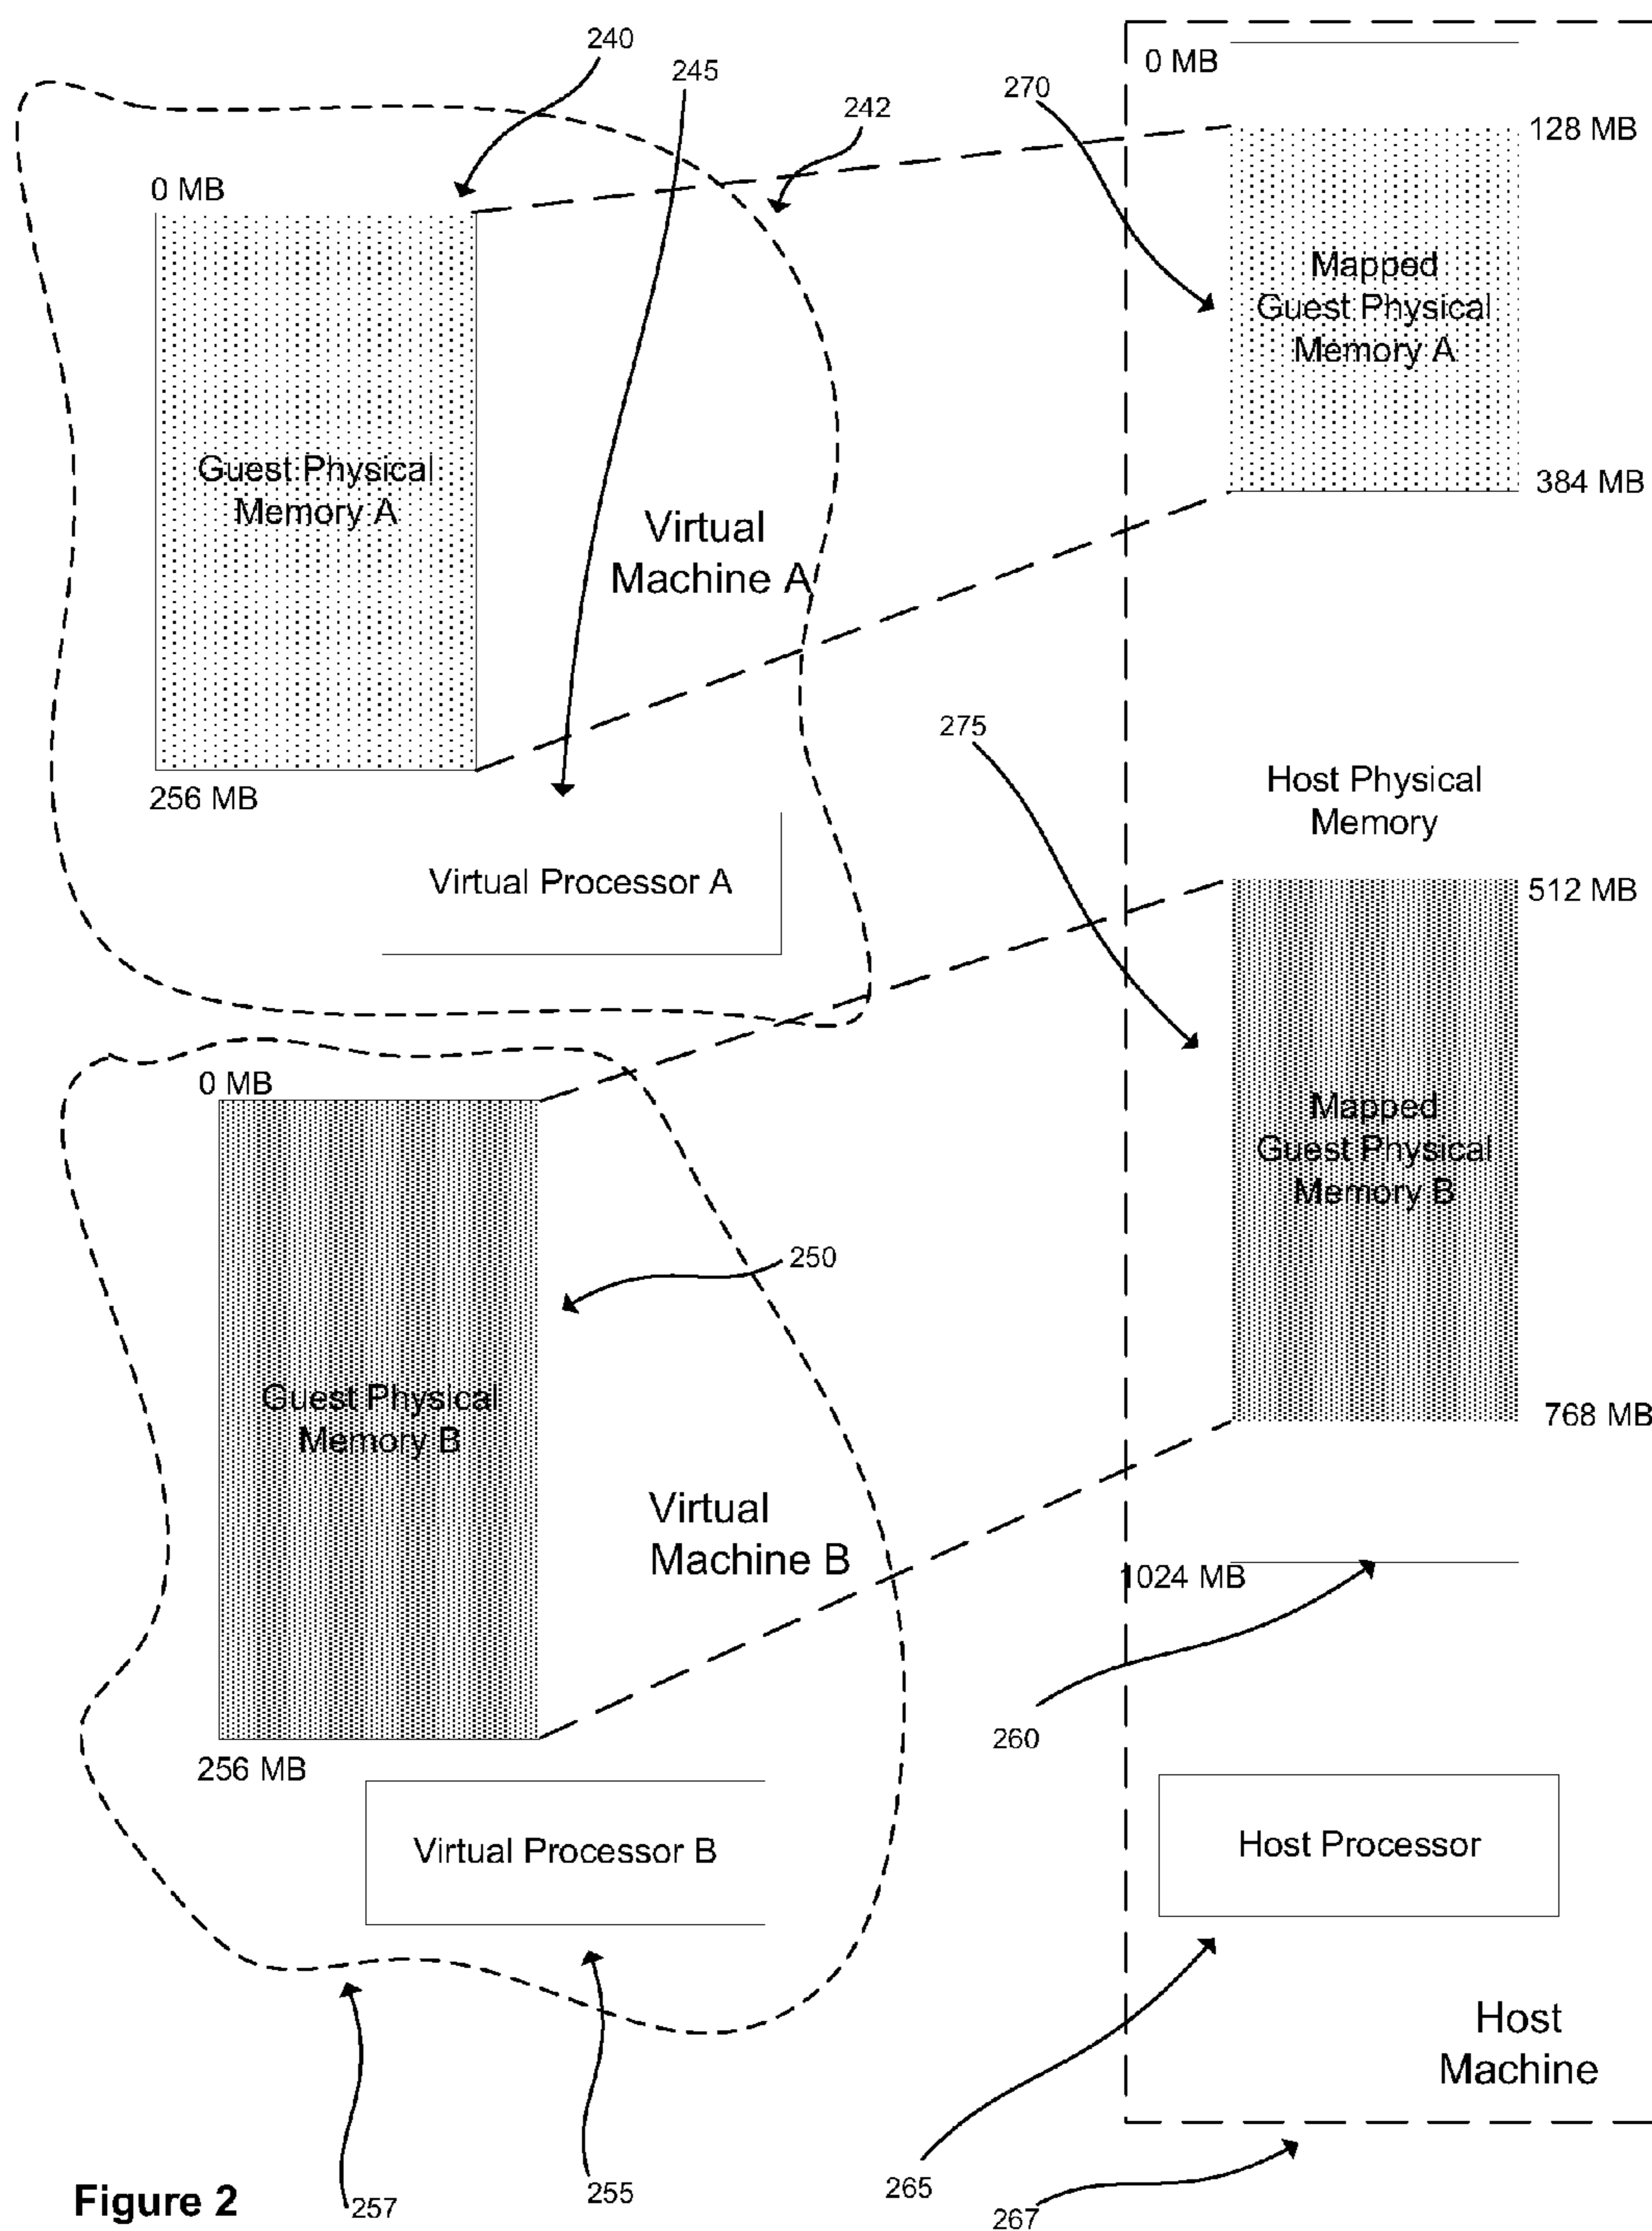 240
245
242
270
0 MB
128 MB
0 MB
Mapped
Guest Physical
Memory A
Guest Physical
Memory A
384 MB
Virtual
Machine A
275
256 MB
Host Physical
Memory
Virtual Processor A
512 MB
0 MB
Mapped
Guest Physical
Memory B
250
Guest Physical
Memory B
768 MB
Virtual
Machine B
1024 MB
260
256 MB
Virtual Processor B
Host Processor
Host
Machine
Figure 2
257
255
265
267